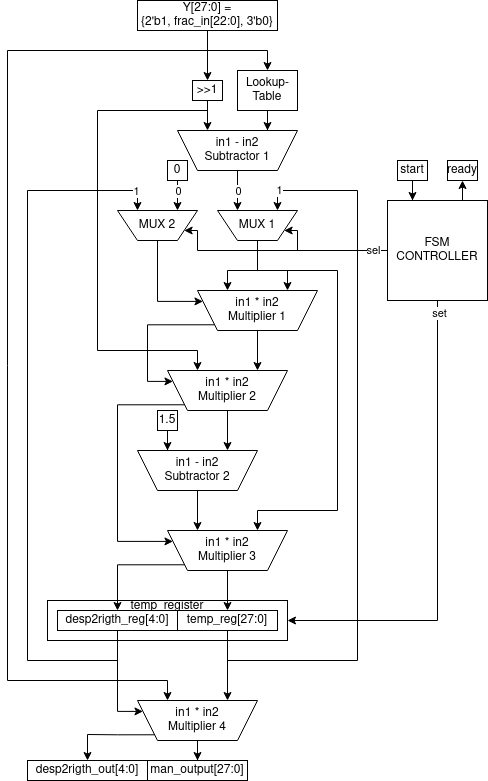 Y[27:0] =
{2'b1, frac_in[22:0], 3'b0}
>>1
Lookup-
Table
in1 - in2
Subtractor 1
0
start
ready
1
0
0
1
MUX 2
MUX 1
FSM
CONTROLLER
sel
in1 * in2
Multiplier 1
set
in1 * in2
Multiplier 2
1.5
in1 - in2
Subtractor 2
in1 * in2
Multiplier 3
temp_register
desp2rigth_reg[4:0]
temp_reg[27:0]
in1 * in2
Multiplier 4
desp2rigth_out[4:0]
man_output[27:0]